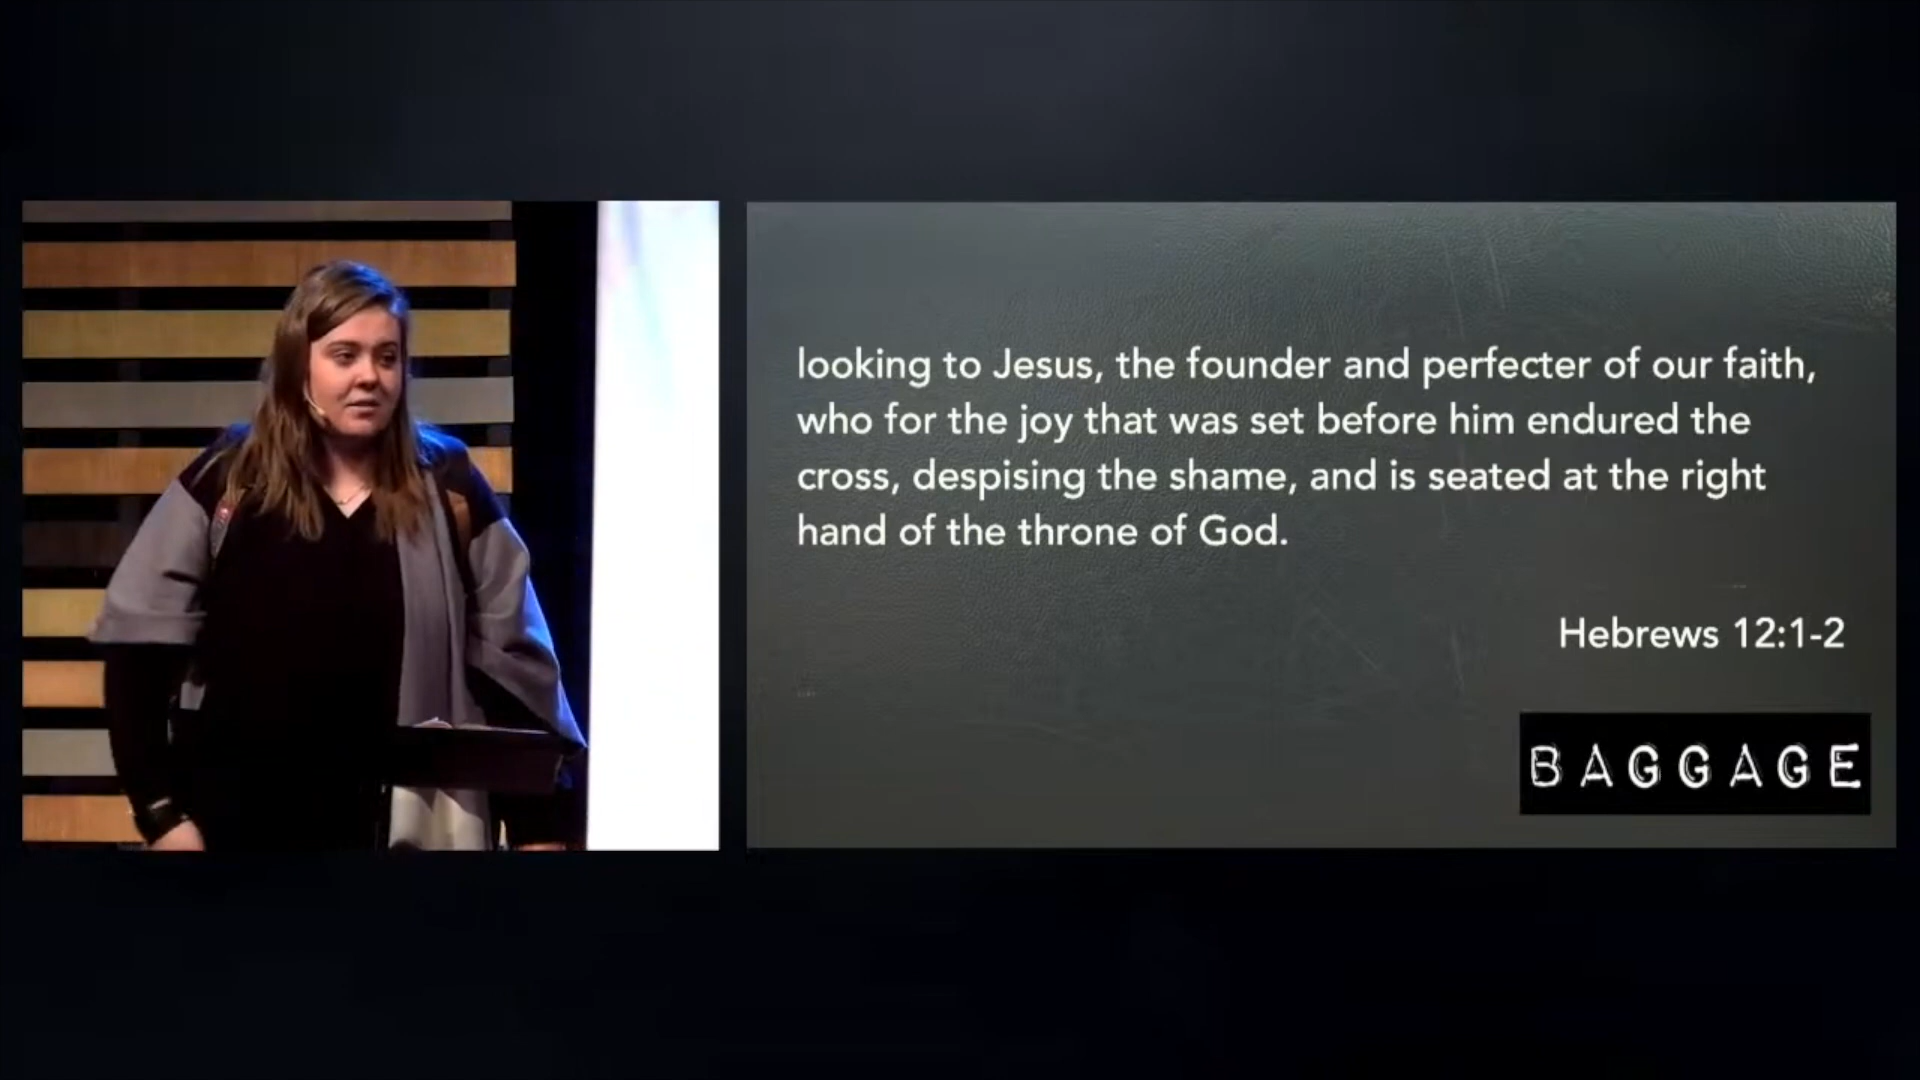 looking to Jesus, the founder and perfecter of our faith,
who for the joy that was set before him endured the
cross, despising the shame, and is seated at the right
hand of the throne of God.
Hebrews 12:1-2
BAGGAGE